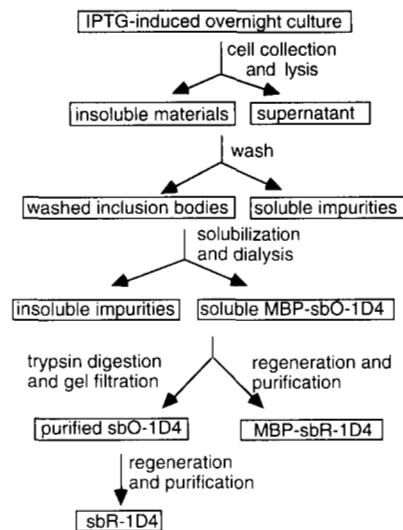 IPTG-induced overnight culture
cell collection
and lysis
insoluble materials
supernatant
wash
washed inclusion bodies
soluble impurities
solubilization
and dialysis
insoluble impurities
soluble MBP-sbO-1D4
trypsin digestion
and gel filtration
regeneration and
purification
purified sbO-1D4
MBP-sbR-1D4
regeneration
and purification
sbR-1D4